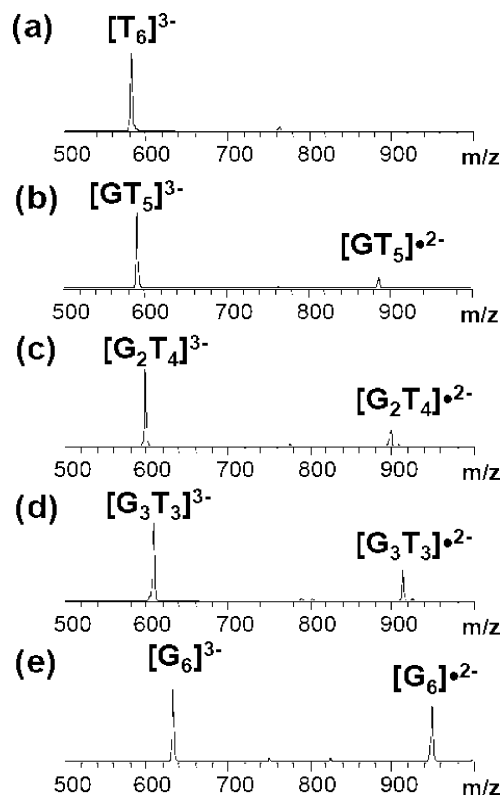 (a) [T₆]³⁻
500 600 700 800 900 m/z
(b) [GT₅]³⁻ [GT₅]•²⁻
500 600 700 800 900 m/z
(c) [G₂T₄]³⁻ [G₂T₄]•²⁻
500 600 700 800 900 m/z
(d) [G₃T₃]³⁻ [G₃T₃]•²⁻
500 600 700 800 900 m/z
(e) [G₆]³⁻ [G₆]•²⁻
500 600 700 800 900 m/z